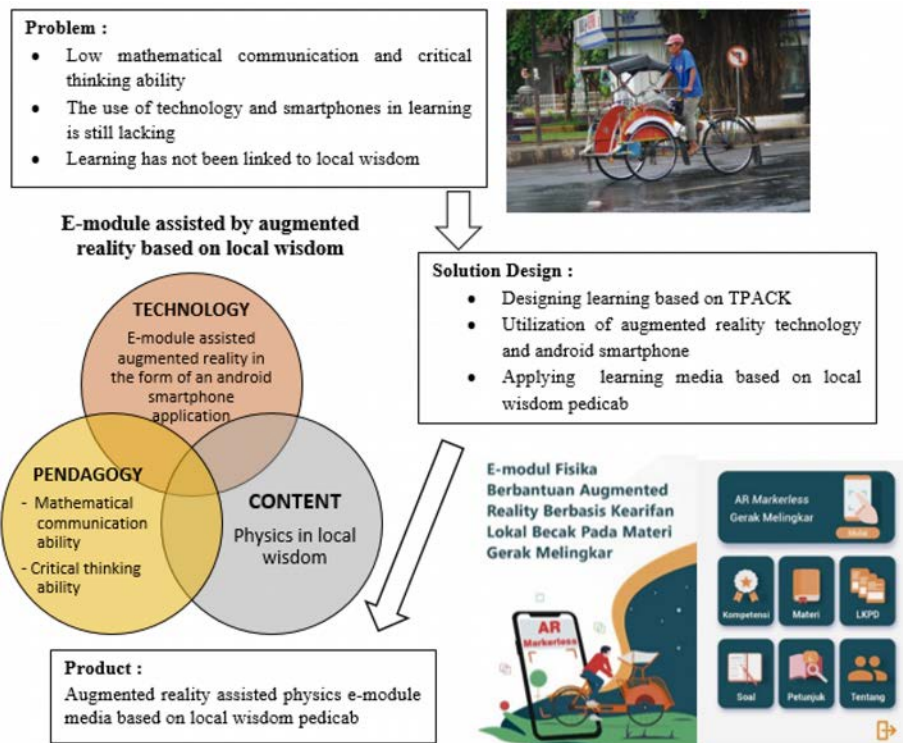 Problem :
• Low mathematical communication and critical
thinking ability
• The use of technology and smartphones in learning
is still lacking
• Learning has not been linked to local wisdom
E-module assisted by augmented
reality based on local wisdom
TECHNOLOGY
E-module assisted
augmented reality in
the form of an android
smartphone
application
PENDAGOGY
- Mathematical
communication
ability
- Critical thinking
ability
CONTENT
Physics in local
wisdom
Solution Design :
• Designing learning based on TPACK
• Utilization of augmented reality technology
and android smartphone
• Applying learning media based on local
wisdom pedicab
Product :
Augmented reality assisted physics e-module
media based on local wisdom pedicab
E-modul Fisika
Berbantuan Augmented
Reality Berbasis Kearifan
Lokal Becak Pada Materi
Gerak Melingkar
AR
Markerless
AR Markerless
Gerak Melingkar
Mulai
Kompetensi
Materi
LKPD
Soal
Petunjuk
Tentang